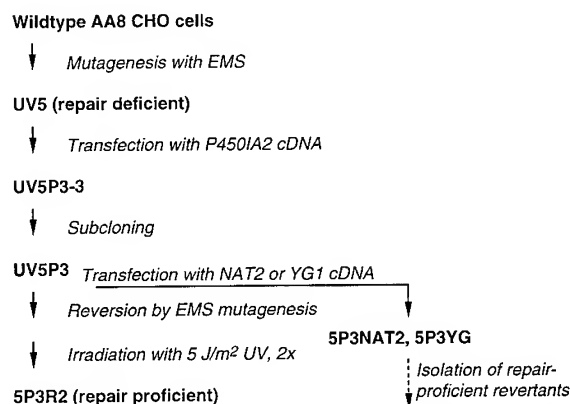 Wildtype AA8 CHO cells
Mutagenesis with EMS
UV5 (repair deficient)
Transfection with P450IA2 cDNA
UV5P3-3
Subcloning
UV5P3 Transfection with NAT2 or YG1 cDNA
Reversion by EMS mutagenesis
5P3NAT2, 5P3YG
Irradiation with 5 J/m² UV, 2x
Isolation of repair-
proficient revertants
5P3R2 (repair proficient)